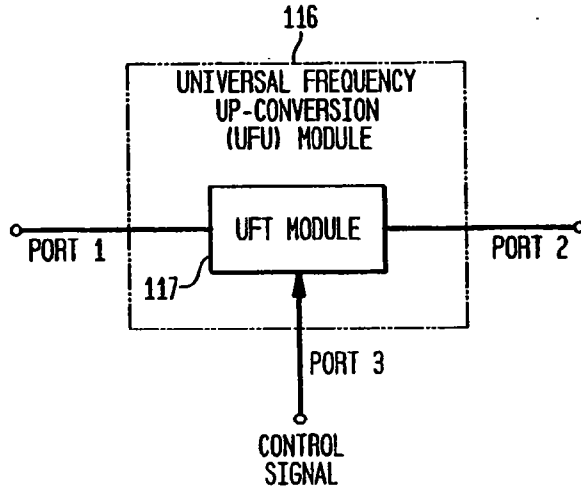 116
UNIVERSAL FREQUENCY
UP-CONVERSION
(UFU) MODULE
UFT MODULE
PORT 1
PORT 2
117
PORT 3
CONTROL
SIGNAL